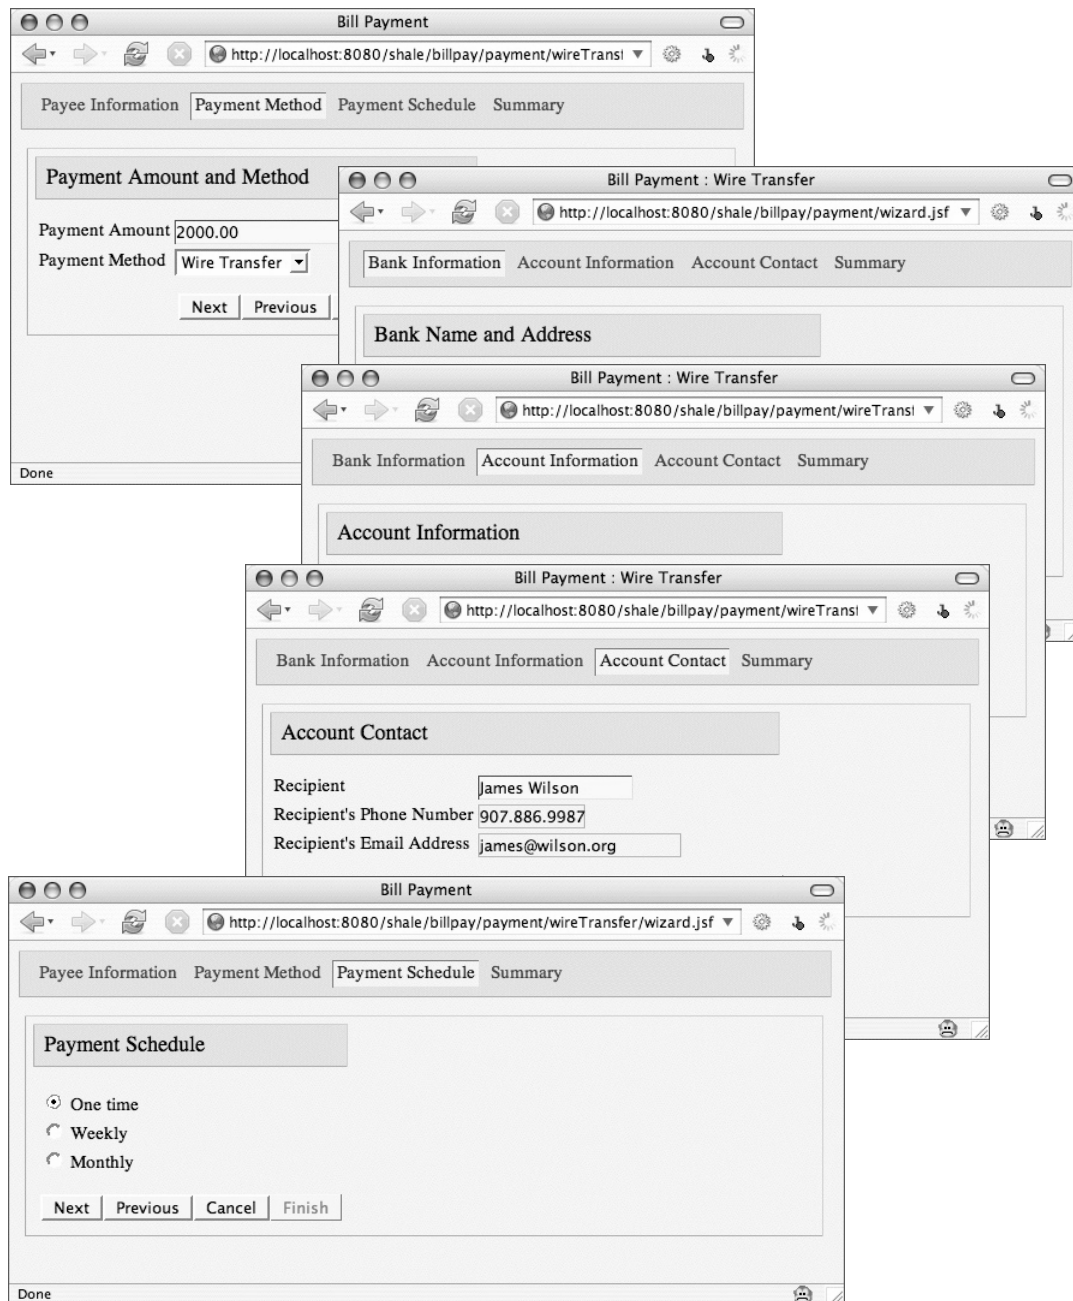 Bill Payment
http://localhost:8080/shale/billpay/payment/wireTransf
Payee Information Payment Method Payment Schedule Summary
Payment Amount and Method
Payment Amount 2000.00
Payment Method Wire Transfer
Next Previous
Done
Bill Payment : Wire Transfer
http://localhost:8080/shale/billpay/payment/wizard.jsf
Bank Information Account Information Account Contact Summary
Bank Name and Address
Bill Payment : Wire Transfer
http://localhost:8080/shale/billpay/payment/wireTransf
Bank Information Account Information Account Contact Summary
Account Information
Bill Payment : Wire Transfer
http://localhost:8080/shale/billpay/payment/wireTransf
Bank Information Account Information Account Contact Summary
Account Contact
Recipient James Wilson
Recipient's Phone Number 907.886.9987
Recipient's Email Address james@wilson.org
Bill Payment
http://localhost:8080/shale/billpay/payment/wireTransfer/wizard.jsf
Payee Information Payment Method Payment Schedule Summary
Payment Schedule
One time
Weekly
Monthly
Next Previous Cancel Finish
Done